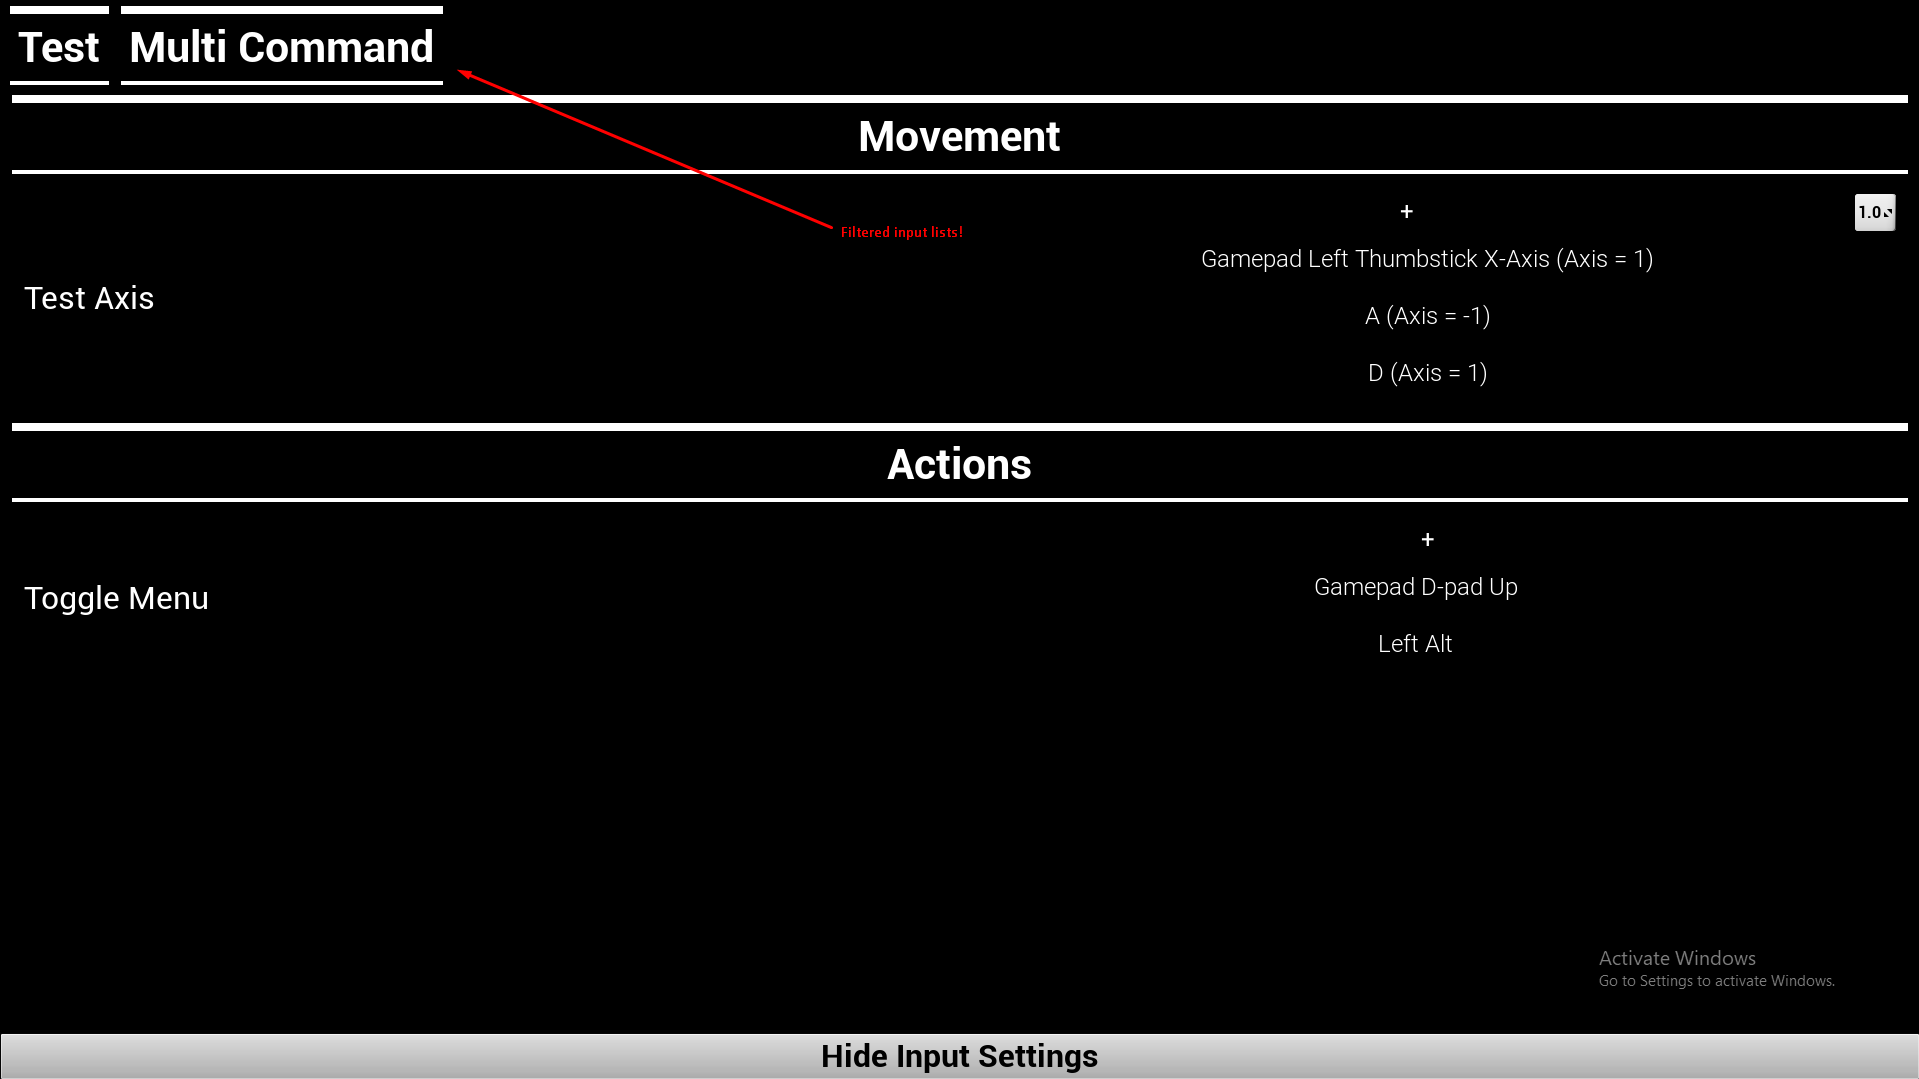 Test Multi Command
Movement
+ 1.0
Filtered input lists!
Gamepad Left Thumbstick X-Axis (Axis = 1)
Test Axis
A (Axis = -1)
D (Axis = 1)
Actions
+
Gamepad D-pad Up
Toggle Menu
Left Alt
Activate Windows
Go to Settings to activate Windows.
Hide Input Settings